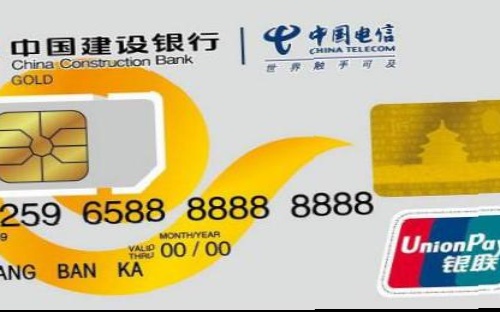 中国建设银行
China Construction Bank
GOLD
中国电信
CHINA TELECOM
世界触手可及
259 6588 8888 8888
9
MONTH/YEAR
VALID THRU 00/00
ANG BAN KA
UnionPay
银联